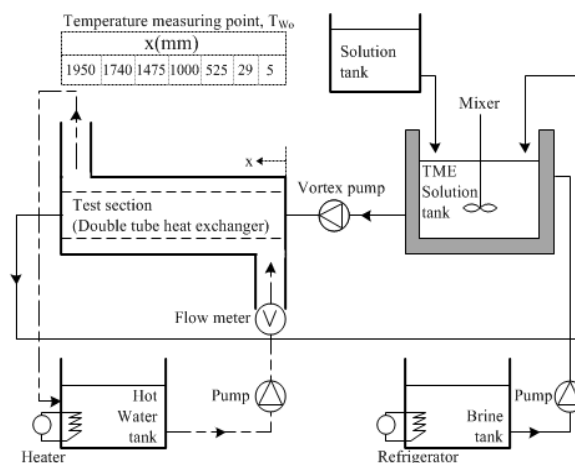 Temperature measuring point, T_Wo
x(mm)
1950 1740 1475 1000 525 29 5
Solution
tank
Mixer
x
TME
Solution
tank
Vortex pump
Test section
(Double tube heat exchanger)
Flow meter
V
Hot
Water
tank
Pump
Heater
Brine
tank
Pump
Refrigerator